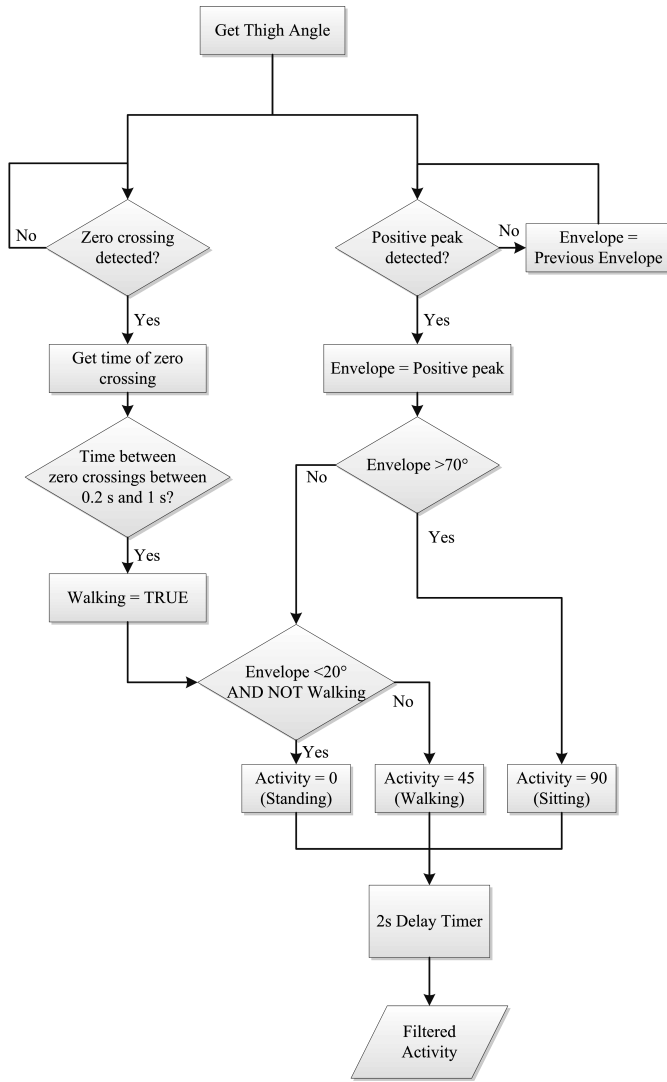 Get Thigh Angle
No
Zero crossing
detected?
Positive peak
detected?
No
Envelope =
Previous Envelope
Yes
Yes
Get time of zero
crossing
Envelope = Positive peak
Time between
zero crossings between
0.2 s and 1 s?
Envelope >70°
No
Yes
Yes
Walking = TRUE
Envelope <20°
AND NOT Walking
No
Yes
Activity = 0
(Standing)
Activity = 45
(Walking)
Activity = 90
(Sitting)
2s Delay Timer
Filtered
Activity